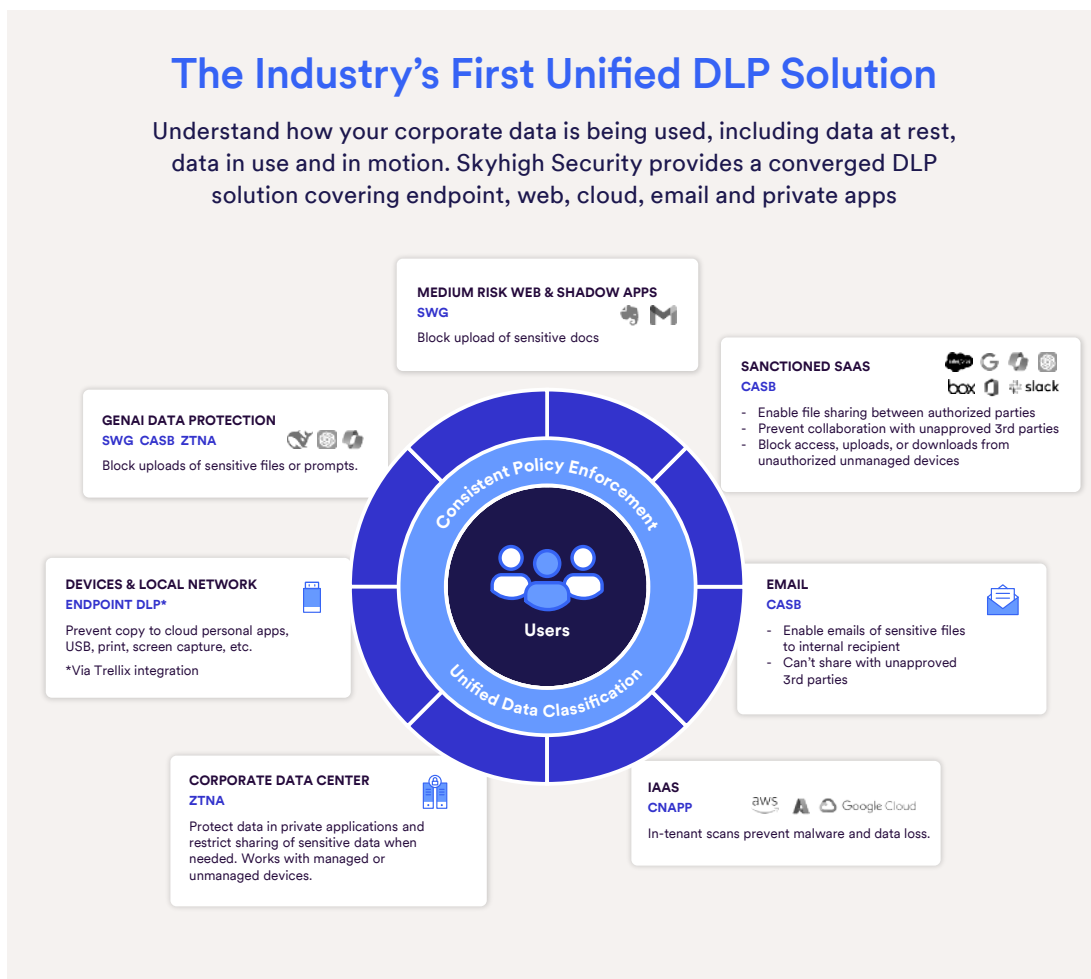 The Industry's First Unified DLP Solution
Understand how your corporate data is being used, including data at rest,
data in use and in motion. Skyhigh Security provides a converged DLP
solution covering endpoint, web, cloud, email and private apps
MEDIUM RISK WEB & SHADOW APPS
SWG
Block upload of sensitive docs
SANCTIONED SAAS
CASB
box
slack
- Enable file sharing between authorized parties
- Prevent collaboration with unapproved 3rd parties
- Block access, uploads, or downloads from
unauthorized unmanaged devices
GENAI DATA PROTECTION
SWG CASB ZTNA
Block uploads of sensitive files or prompts.
Consistent Policy Enforcement
Users
Unified Data Classification
DEVICES & LOCAL NETWORK
ENDPOINT DLP*
Prevent copy to cloud personal apps,
USB, print, screen capture, etc.
*Via Trellix integration
EMAIL
CASB
- Enable emails of sensitive files
to internal recipient
- Can't share with unapproved
3rd parties
CORPORATE DATA CENTER
ZTNA
Protect data in private applications and
restrict sharing of sensitive data when
needed. Works with managed or
unmanaged devices.
IAAS
CNAPP
aws
Google Cloud
In-tenant scans prevent malware and data loss.